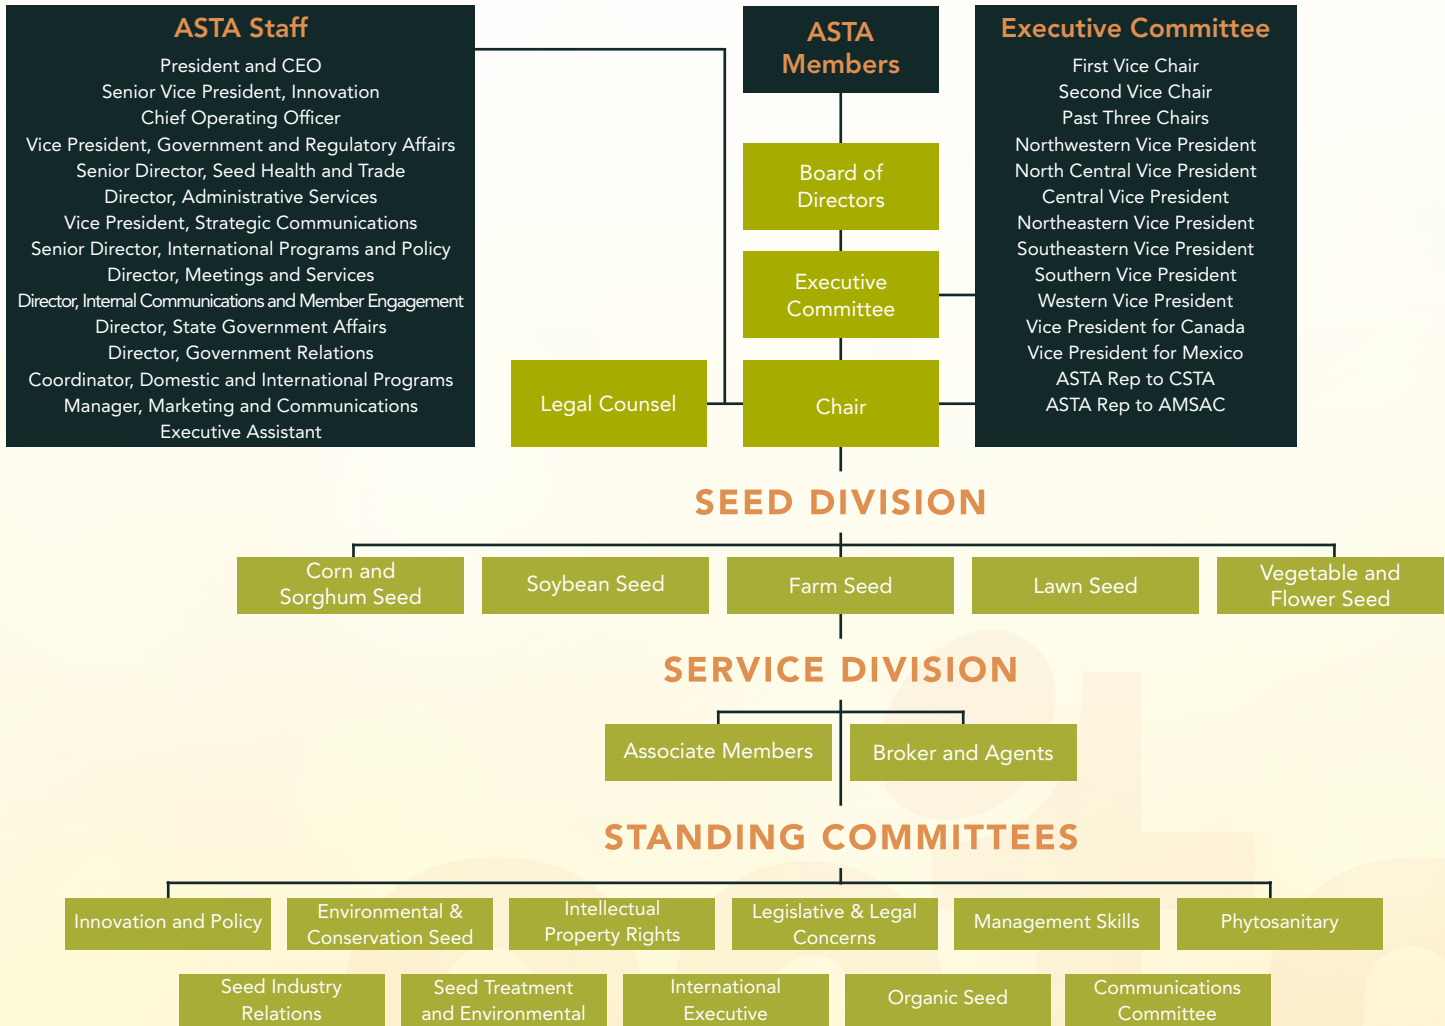 ASTA Staff
President and CEO
Senior Vice President, Innovation
Chief Operating Officer
Vice President, Government and Regulatory Affairs
Senior Director, Seed Health and Trade
Director, Administrative Services
Vice President, Strategic Communications
Senior Director, International Programs and Policy
Director, Meetings and Services
Director, Internal Communications and Member Engagement
Director, State Government Affairs
Director, Government Relations
Coordinator, Domestic and International Programs
Manager, Marketing and Communications
Executive Assistant
ASTA
Members
Board of
Directors
Executive
Committee
Legal Counsel
Chair
Executive Committee
First Vice Chair
Second Vice Chair
Past Three Chairs
Northwestern Vice President
North Central Vice President
Central Vice President
Northeastern Vice President
Southeastern Vice President
Southern Vice President
Western Vice President
Vice President for Canada
Vice President for Mexico
ASTA Rep to CSTA
ASTA Rep to AMSAC
SEED DIVISION
Corn and
Sorghum Seed
Soybean Seed
Farm Seed
Lawn Seed
Vegetable and
Flower Seed
SERVICE DIVISION
Associate Members
Broker and Agents
STANDING COMMITTEES
Innovation and Policy
Environmental &
Conservation Seed
Intellectual
Property Rights
Legislative & Legal
Concerns
Management Skills
Phytosanitary
Seed Industry
Relations
Seed Treatment
and Environmental
International
Executive
Organic Seed
Communications
Committee